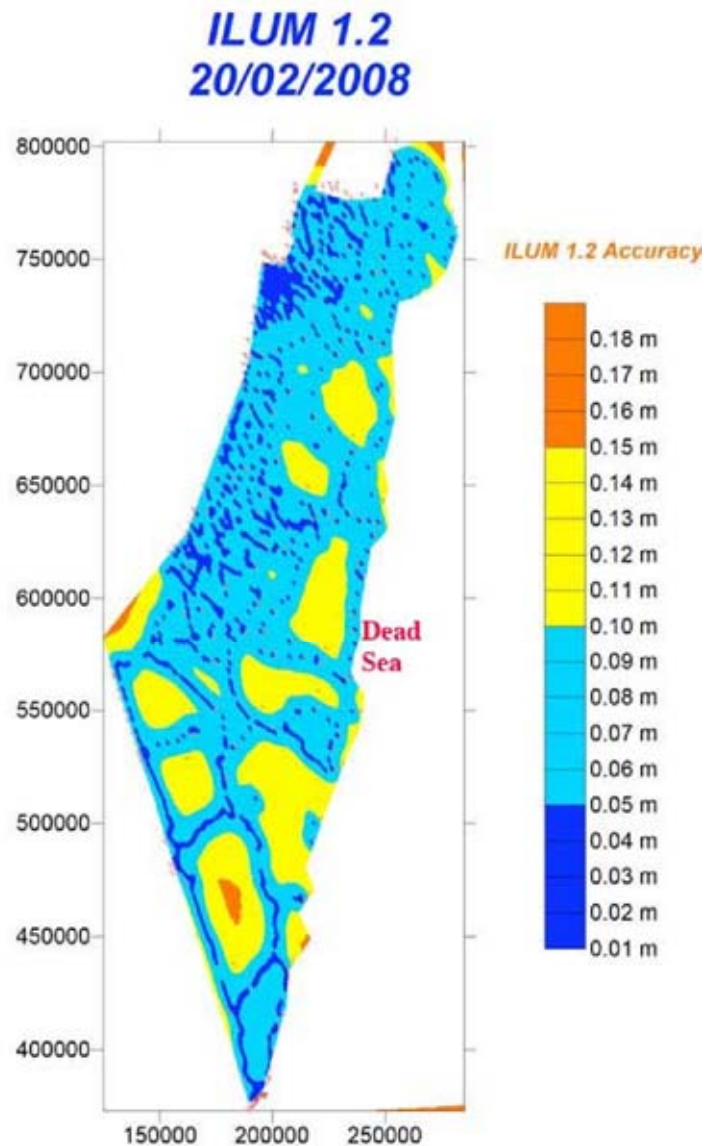 ILUM 1.2
20/02/2008
800000
750000
700000
650000
600000
550000
500000
450000
400000
150000 200000 250000
Dead
Sea
ILUM 1.2 Accuracy
0.18 m
0.17 m
0.16 m
0.15 m
0.14 m
0.13 m
0.12 m
0.11 m
0.10 m
0.09 m
0.08 m
0.07 m
0.06 m
0.05 m
0.04 m
0.03 m
0.02 m
0.01 m